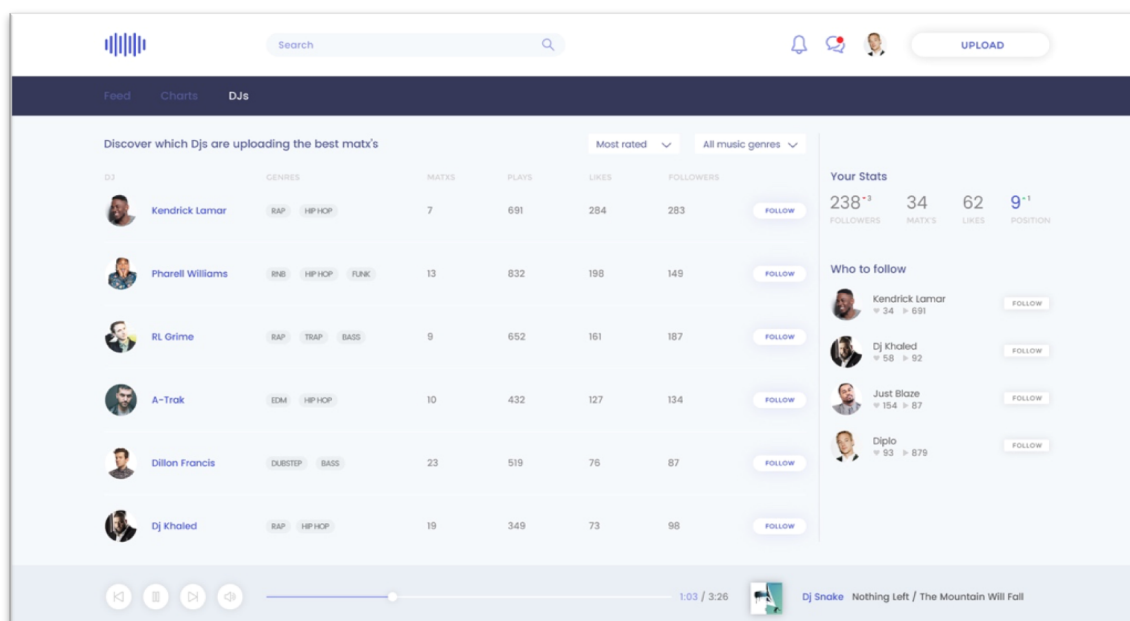 Search
UPLOAD
Feed Charts DJs
Discover which Djs are uploading the best matx's
Most rated All music genres
DJ GENRES MATXS PLAYS LIKES FOLLOWERS
Kendrick Lamar RAP HIP HOP 7 691 284 283 FOLLOW
Pharell Williams RNB HIP HOP FUNK 13 832 198 149 FOLLOW
RL Grime RAP TRAP BASS 9 652 161 187 FOLLOW
A-Trak EDM HIP HOP 10 432 127 134 FOLLOW
Dillon Francis DUBSTEP BASS 23 519 76 87 FOLLOW
Dj Khaled RAP HIP HOP 19 349 73 98 FOLLOW
Your Stats
238 -3 34 62 9 -1
FOLLOWERS MATX'S LIKES POSITION
Who to follow
Kendrick Lamar FOLLOW
34 691
Dj Khaled FOLLOW
58 92
Just Blaze FOLLOW
154 87
Diplo FOLLOW
93 879
1:03 / 3:26 Dj Snake Nothing Left / The Mountain Will Fall